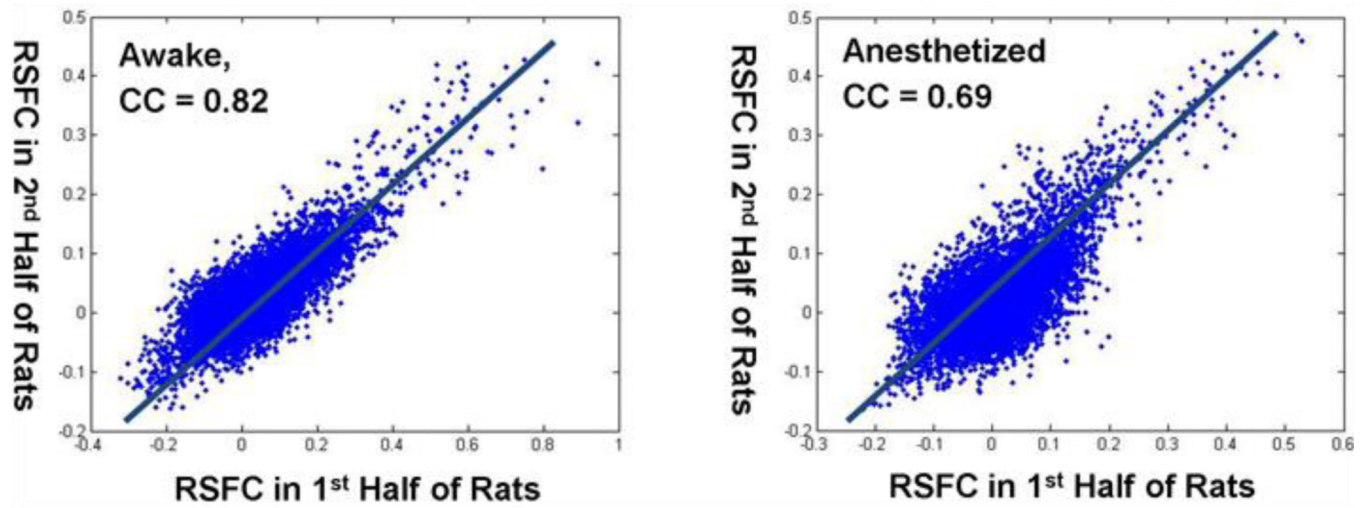 Awake,
CC = 0.82
RSFC in 2nd Half of Rats
0.5
0.4
0.3
0.2
0.1
0
-0.1
-0.2
-0.4 -0.2 0 0.2 0.4 0.6 0.8 1
RSFC in 1st Half of Rats
Anesthetized
CC = 0.69
RSFC in 2nd Half of Rats
0.5
0.4
0.3
0.2
0.1
0
-0.1
-0.2
-0.3 -0.2 -0.1 0 0.1 0.2 0.3 0.4 0.5 0.6
RSFC in 1st Half of Rats